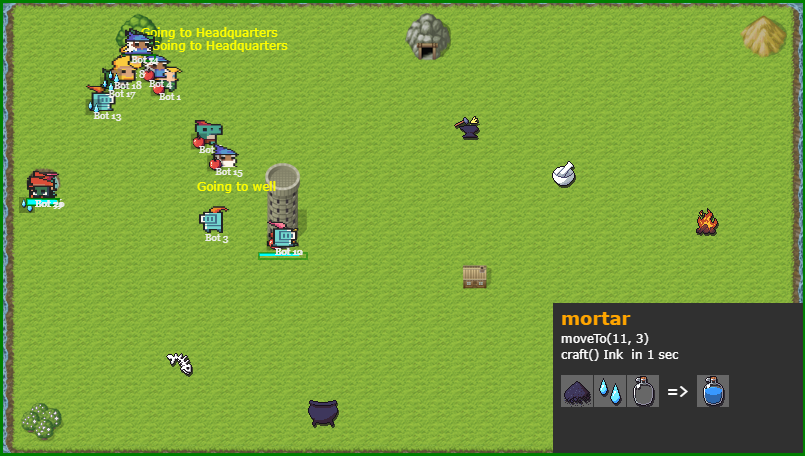 Going to Headquarters
Going to Headquarters
Bot 18
Bot 4
Bot 17
Bot 1
Bot 13
Bot
Bot 15
Going to well
Bot 3
Bot 10
mortar
moveTo(11, 3)
craft() Ink in 1 sec
=>